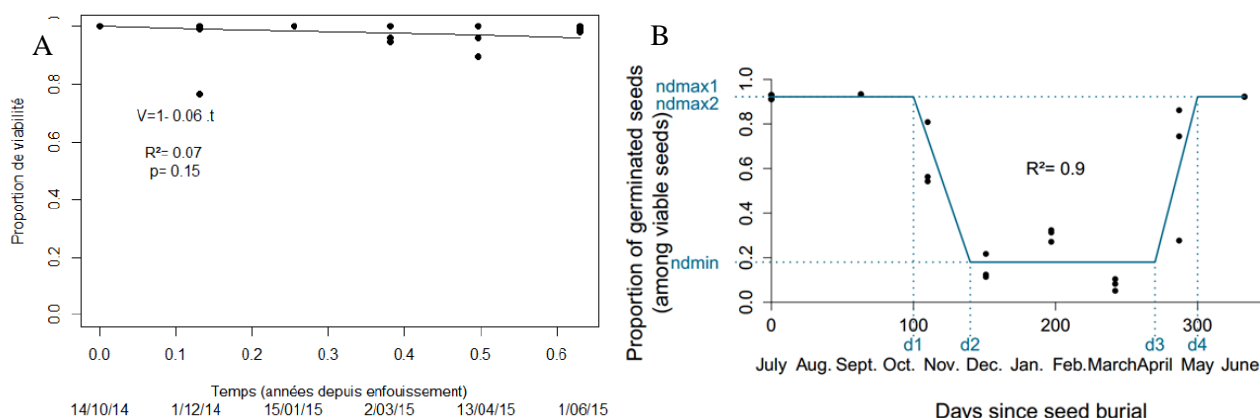 A
Proportion de viabilité
1
0.8
0.6
0.4
0.2
0.0
V=1- 0.06 .t
R²= 0.07
p= 0.15
0.0 0.1 0.2 0.3 0.4 0.5 0.6
Temps (années depuis enfouissement)
14/10/14 1/12/14 15/01/15 2/03/15 13/04/15 1/06/15
B
Proportion of germinated seeds
(among viable seeds)
ndmax1
ndmax2
ndmin
1.0
0.8
0.6
0.4
0.2
0.0
R²= 0.9
0 100 200 300
d1 d2 d3 d4
July Aug. Sept. Oct. Nov. Dec. Jan. Feb. March April May June
Days since seed burial